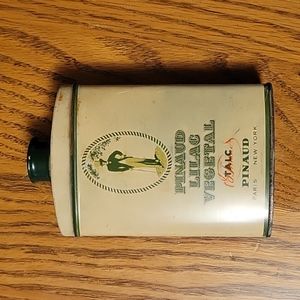 PINAUD
LILAC
VEGETAL
TALC
PINAUD
PARIS NEW YORK